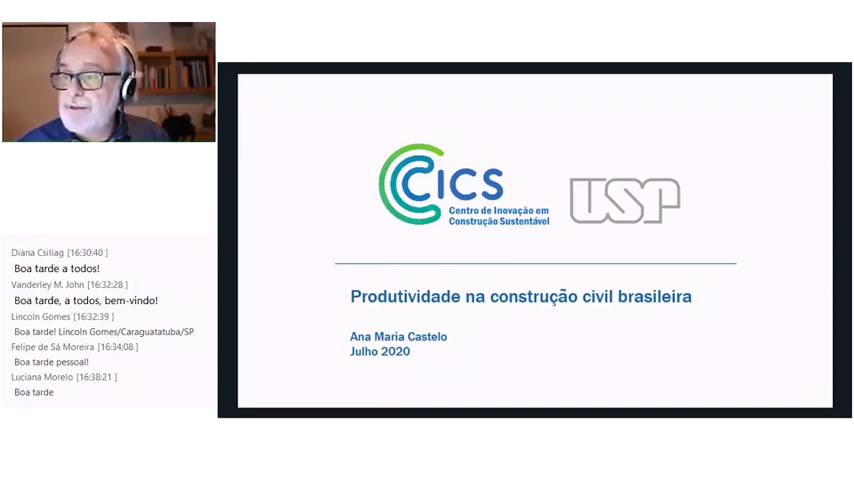 CICS
Centro de Inovação em
Construção Sustentável
USP
Produtividade na construção civil brasileira
Ana Maria Castelo
Julho 2020
Diana Csillag [16:30:40 ]
Boa tarde a todos!
Vanderley M. John [16:32:28 ]
Boa tarde, a todos, bem-vindo!
Lincoln Gomes [16:32:39 ]
Boa tarde! Lincoln Gomes/Caraguatatuba/SP
Felipe de Sá Moreira [16:34:08 ]
Boa tarde pessoal!
Luciana Morelo [16:38:21 ]
Boa tarde